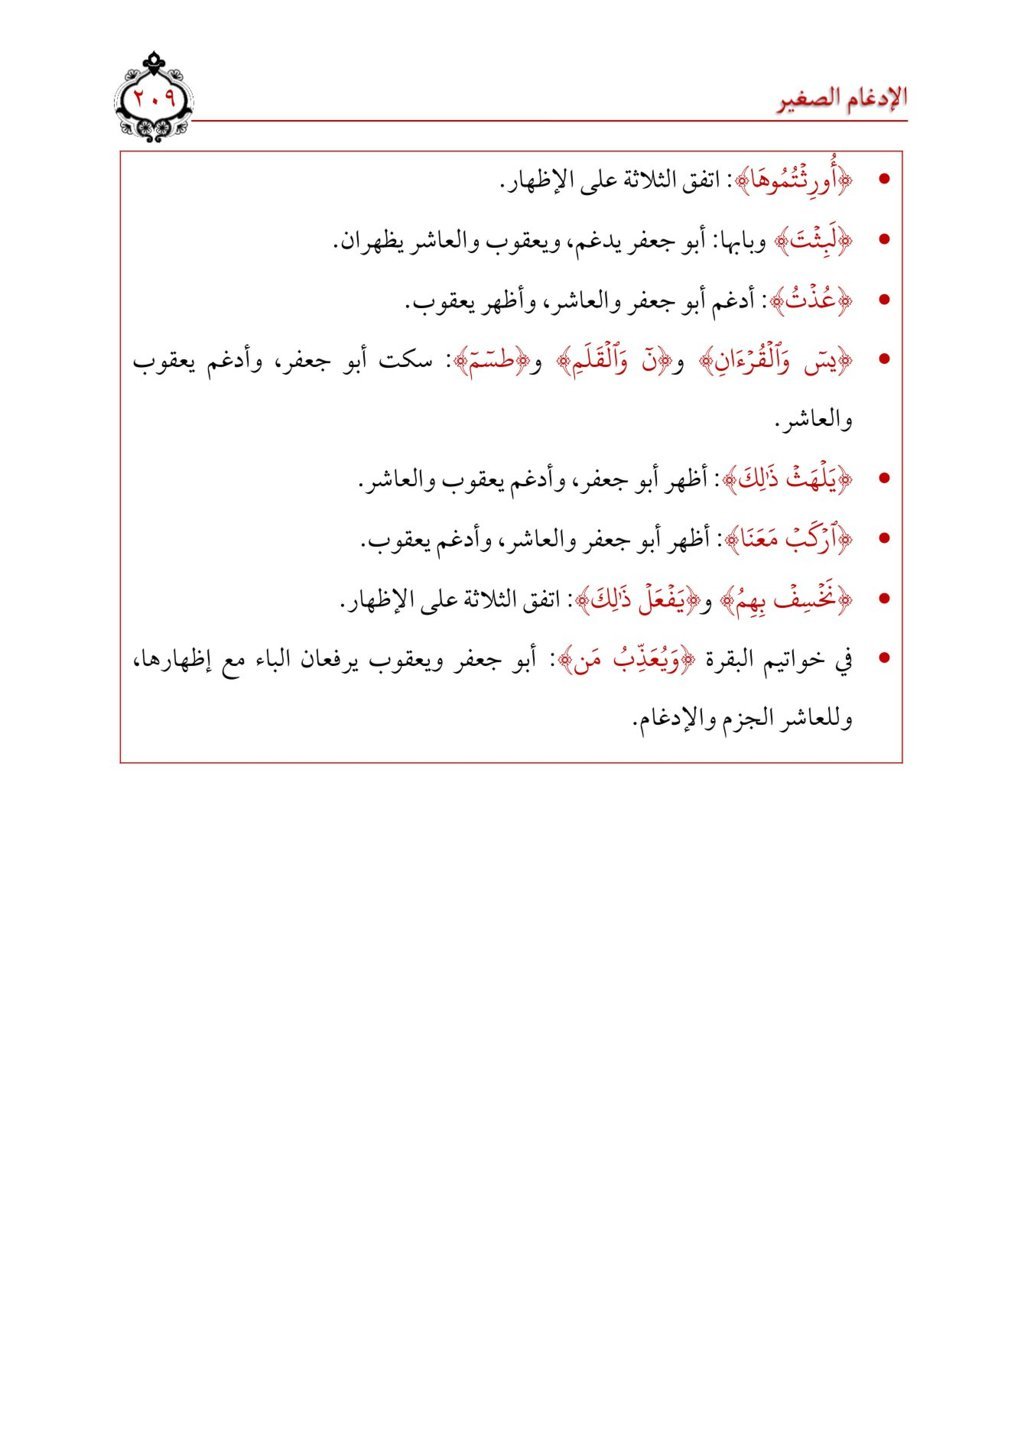 الإدغام الصغير
٢٠٩
• ﴿أُورِثْتُمُوهَا﴾: اتفق الثلاثة على الإظهار.
• ﴿لَبِثْتَ﴾ وبابها: أبو جعفر يدغم، ويعقوب والعاشر يظهران.
• ﴿عُذْتُ﴾: أدغم أبو جعفر والعاشر، وأظهر يعقوب.
• ﴿يسٓ وَٱلْقُرْءَانِ﴾ و﴿نٓ وَٱلْقَلَمِ﴾ و﴿طسٓمٓ﴾: سكت أبو جعفر، وأدغم يعقوب
والعاشر.
• ﴿يَلْهَثْ ذَٰلِكَ﴾: أظهر أبو جعفر، وأدغم يعقوب والعاشر.
• ﴿ٱرْكَبْ مَعَنَا﴾: أظهر أبو جعفر والعاشر، وأدغم يعقوب.
• ﴿نَخْسِفْ بِهِمُ﴾ و﴿يَفْعَلْ ذَٰلِكَ﴾: اتفق الثلاثة على الإظهار.
• في خواتيم البقرة ﴿وَيُعَذِّبُ مَن﴾: أبو جعفر ويعقوب يرفعان الباء مع إظهارها،
وللعاشر الجزم والإدغام.